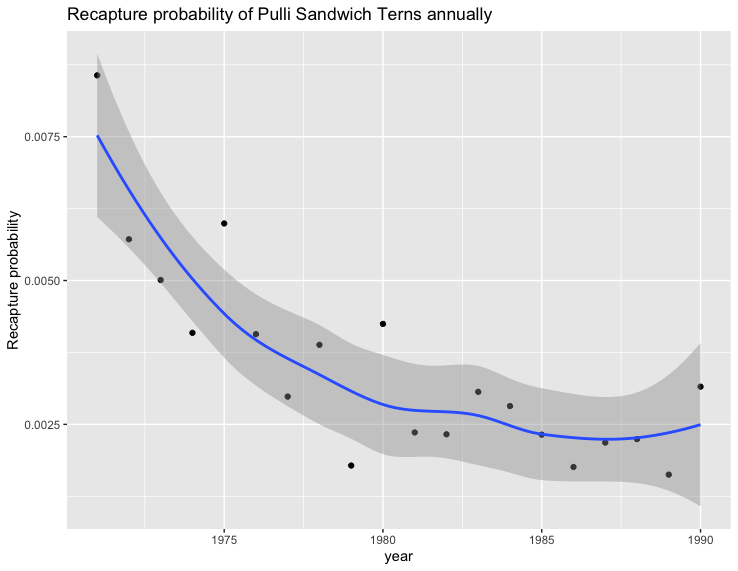 Recapture probability of Pulli Sandwich Terns annually
Recapture probability
0.0075
0.0050
0.0025
1975 1980 1985 1990
year